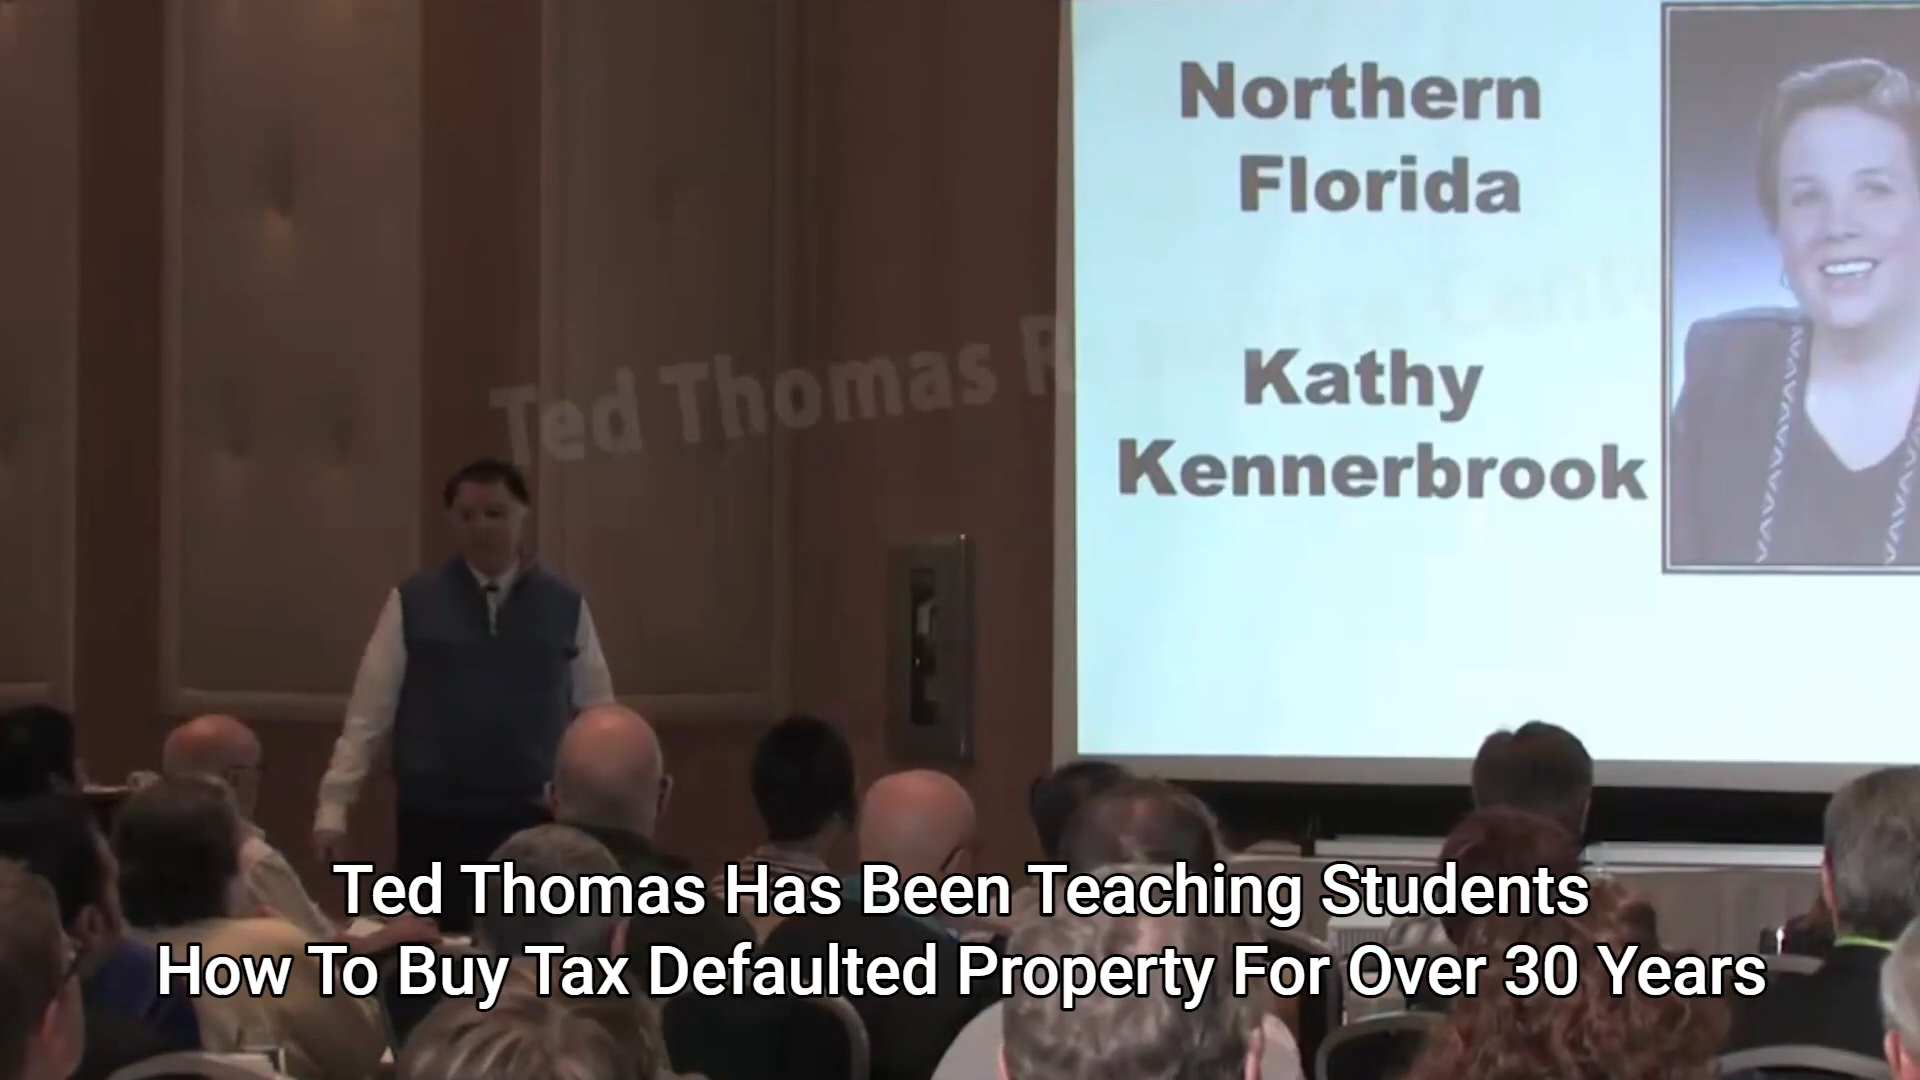 Northern
Florida
Kathy
Kennerbrook
Ted Thomas R
Ted Thomas Has Been Teaching Students
How To Buy Tax Defaulted Property For Over 30 Years